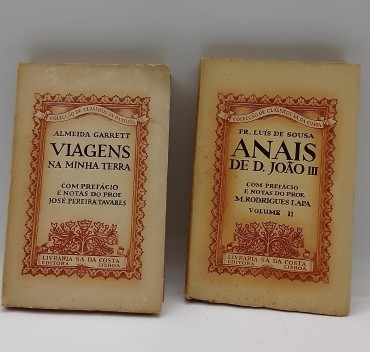 COLECÇÃO DE CLÁSSICOS SÁ DA COSTA
ALMEIDA GARRETT
VIAGENS
NA MINHA TERRA
COM PREFÁCIO
E NOTAS DO PROF.
JOSÉ PEREIRA TAVARES
LIVRARIA SÁ DA COSTA
EDITORA LISBOA
COLECÇÃO DE CLÁSSICOS SÁ DA COSTA
FR. LUÍS DE SOUSA
ANAIS
DE D. JOÃO III
COM PREFÁCIO
E NOTAS DO PROF.
M. RODRIGUES LAPA
VOLUME II
LIVRARIA SÁ DA COSTA
EDITORA LISBOA